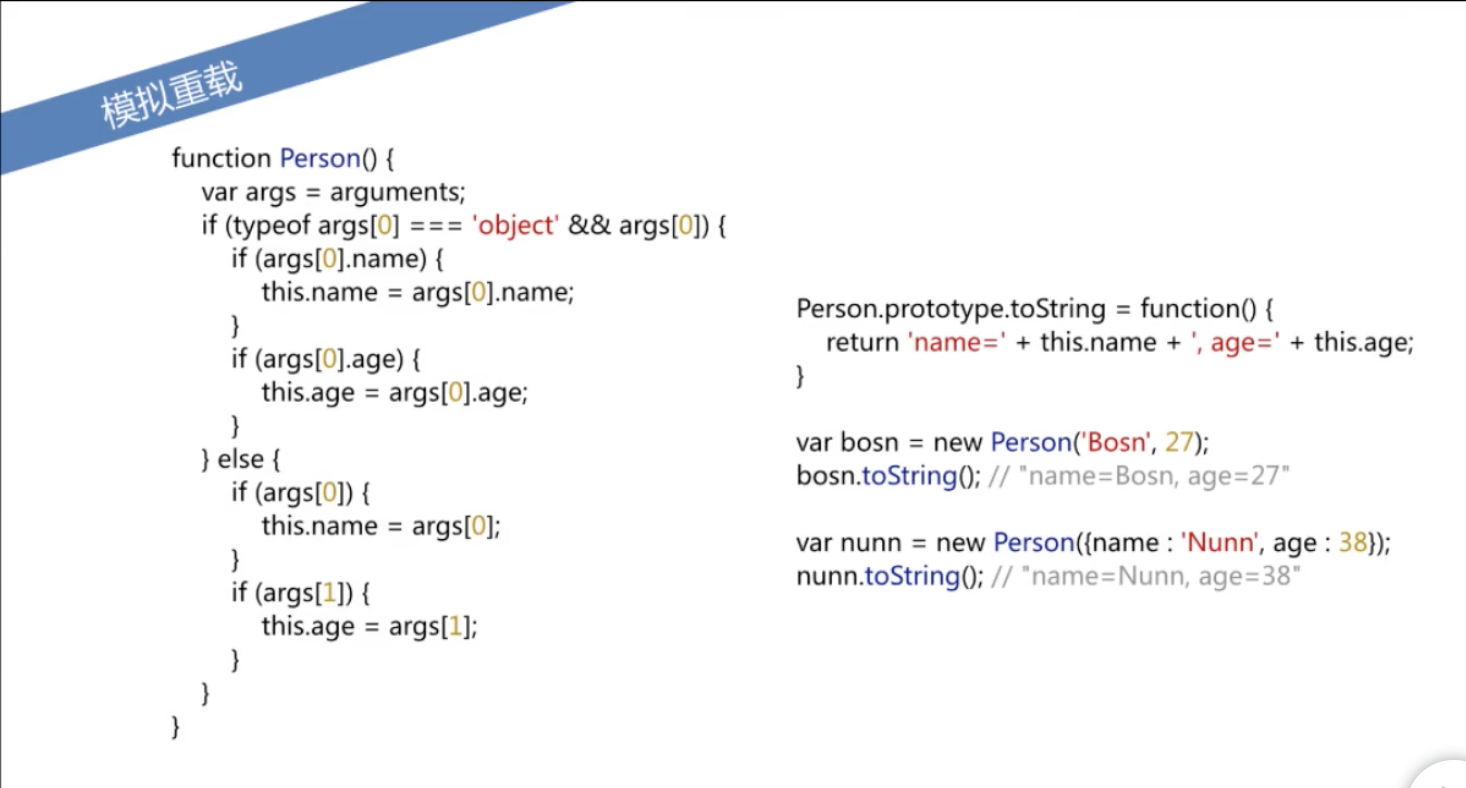 模拟重载
function Person() {
var args = arguments;
if (typeof args[0] === 'object' && args[0]) {
if (args[0].name) {
this.name = args[0].name;
}
if (args[0].age) {
this.age = args[0].age;
}
} else {
if (args[0]) {
this.name = args[0];
}
if (args[1]) {
this.age = args[1];
}
}
}
Person.prototype.toString = function() {
return 'name=' + this.name + ', age=' + this.age;
}
var bosn = new Person('Bosn', 27);
bosn.toString(); // "name=Bosn, age=27"
var nunn = new Person({name : 'Nunn', age : 38});
nunn.toString(); // "name=Nunn, age=38"